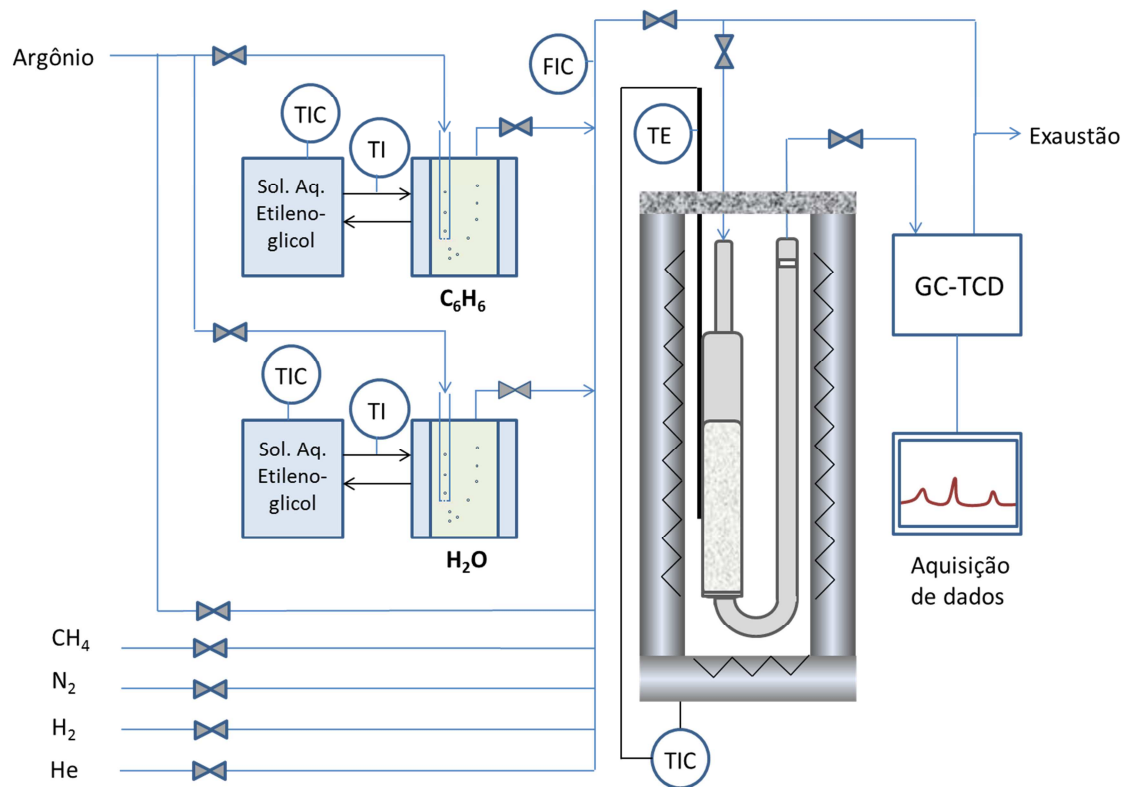 Argônio
FIC
TIC
TI
TE
Exaustão
Sol. Aq.
Etileno-
glicol
C₆H₆
GC-TCD
TIC
TI
Sol. Aq.
Etileno-
glicol
H₂O
Aquisição
de dados
CH₄
N₂
H₂
He
TIC